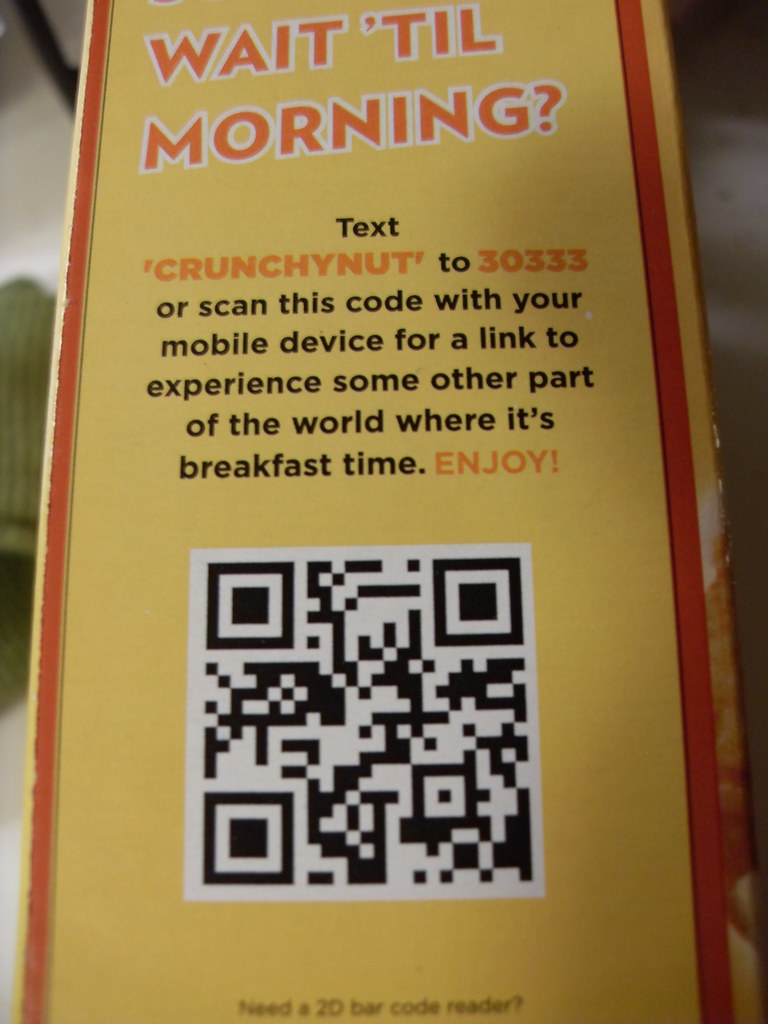 WAIT 'TIL
MORNING?
Text
'CRUNCHYNUT' to 30333
or scan this code with your
mobile device for a link to
experience some other part
of the world where it's
breakfast time. ENJOY!
Need a 2D bar code reader?